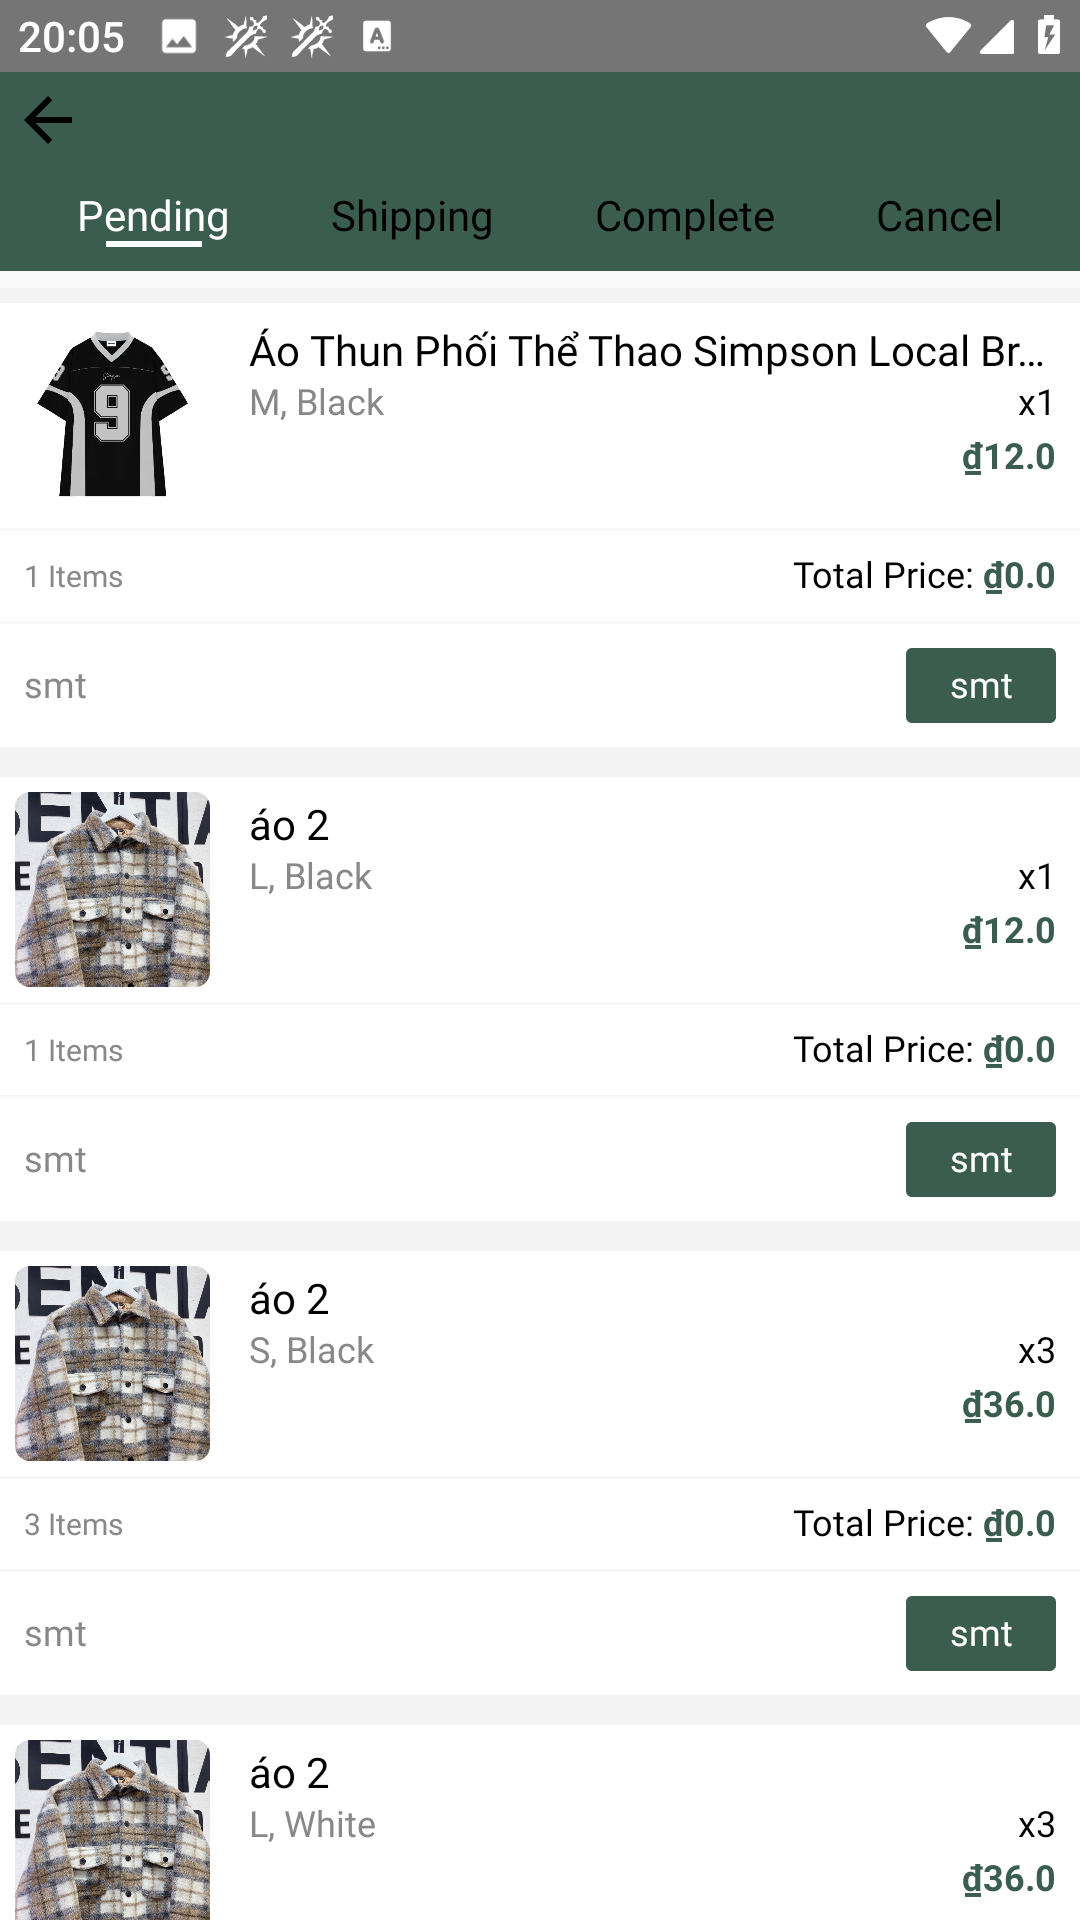 20:05
Pending Shipping Complete Cancel
Áo Thun Phối Thể Thao Simpson Local Br...
M, Black x1
₫12.0
9
1 Items Total Price: ₫0.0
smt smt
áo 2
L, Black x1
₫12.0
1 Items Total Price: ₫0.0
smt smt
áo 2
S, Black x3
₫36.0
3 Items Total Price: ₫0.0
smt smt
áo 2
L, White x3
₫36.0